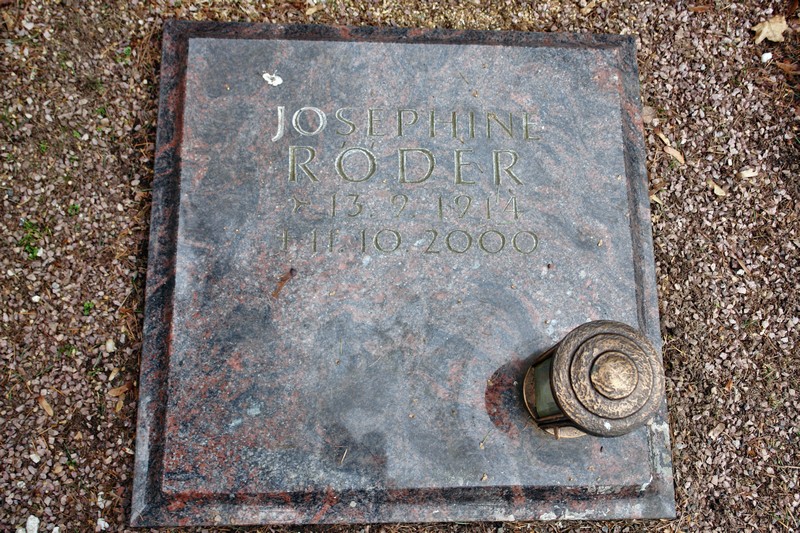 JOSEPHINE
RÖDER
* 13. 9. 1914
† 11. 10. 2000